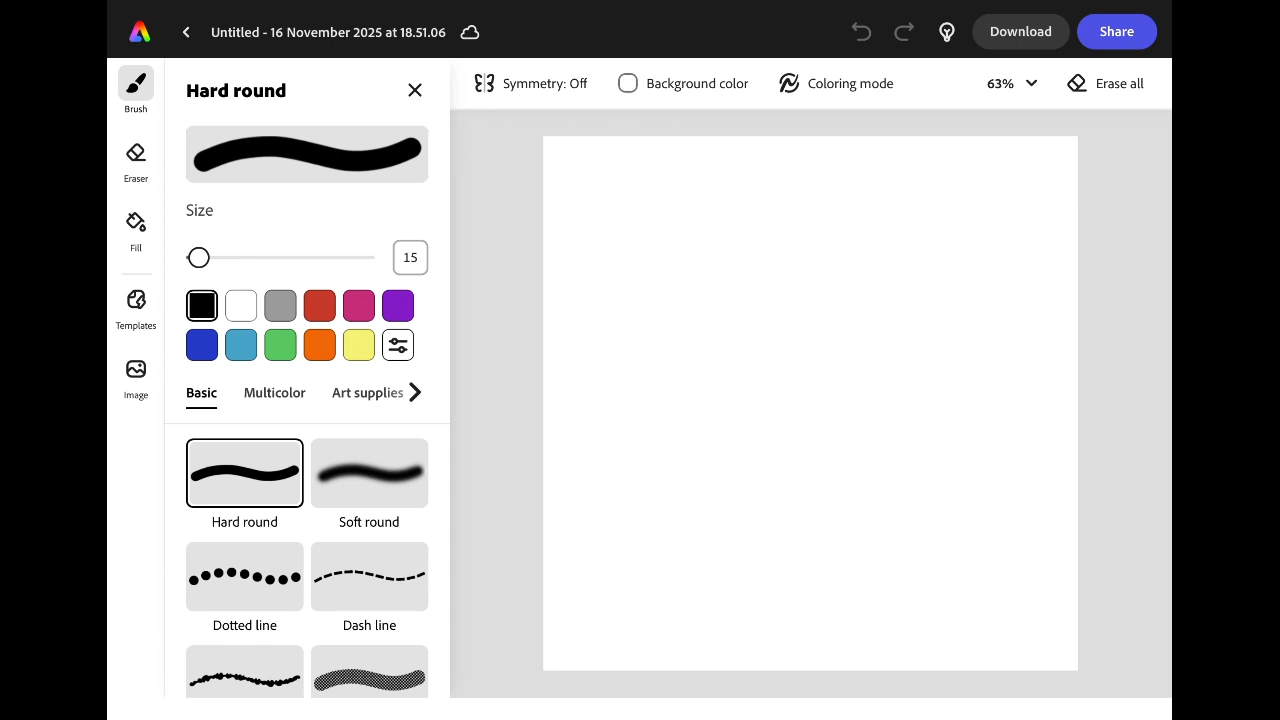 Untitled - 16 November 2025 at 18.51.06
Download
Share
Brush
Eraser
Fill
Templates
Image
Hard round
Size
15
Basic
Multicolor
Art supplies
Hard round
Soft round
Dotted line
Dash line
Symmetry: Off
Background color
Coloring mode
63%
Erase all